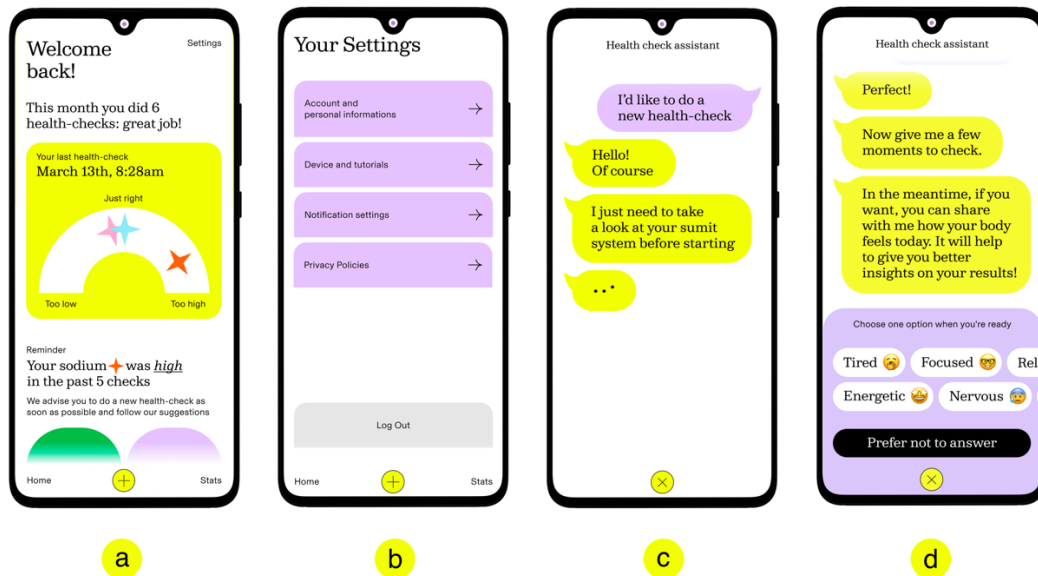 Welcome
back!
Settings
This month you did 6
health-checks: great job!
Your last health-check
March 13th, 8:28am
Just right
Too low
Too high
Reminder
Your sodium was high
in the past 5 checks
We advise you to do a new health-check as
soon as possible and follow our suggestions
Home
Stats
a
Your Settings
Account and
personal informations
Device and tutorials
Notification settings
Privacy Policies
Log Out
Home
Stats
b
Health check assistant
I'd like to do a
new health-check
Hello!
Of course
I just need to take
a look at your sumit
system before starting
c
Health check assistant
Perfect!
Now give me a few
moments to check.
In the meantime, if you
want, you can share
with me how your body
feels today. It will help
to give you better
insights on your results!
Choose one option when you're ready
Tired
Focused
Rel
Energetic
Nervous
Prefer not to answer
d